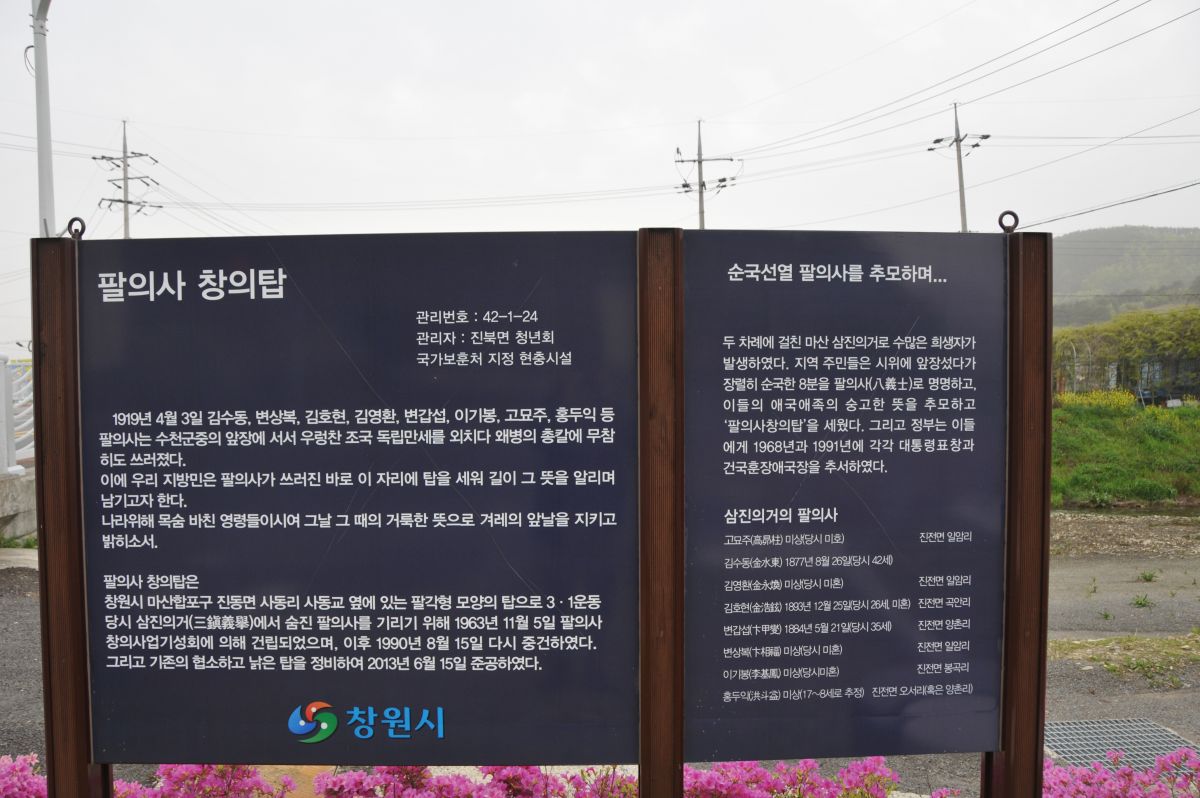 팔의사 창의탑
관리번호 : 42-1-24
관리자 : 진북면 청년회
국가보훈처 지정 현충시설
1919년 4월 3일 김수동, 변상복, 김호현, 김영환, 변갑섭, 이기봉, 고묘주, 홍두익 등
팔의사는 수천군중의 앞장에 서서 우렁찬 조국 독립만세를 외치다 왜병의 총칼에 무참
히도 쓰러졌다.
이에 우리 지방민은 팔의사가 쓰러진 바로 이 자리에 탑을 세워 길이 그 뜻을 알리며
남기고자 한다.
나라위해 목숨 바친 영령들이시여 그날 그 때의 거룩한 뜻으로 겨레의 앞날을 지키고
밝히소서.
팔의사 창의탑은
창원시 마산합포구 진동면 사동리 사동교 옆에 있는 팔각형 모양의 탑으로 3·1운동
당시 삼진의거(三鎭義擧)에서 숨진 팔의사를 기리기 위해 1963년 11월 5일 팔의사
창의사업기성회에 의해 건립되었으며, 이후 1990년 8월 15일 다시 중건하였다.
그리고 기존의 협소하고 낡은 탑을 정비하여 2013년 6월 15일 준공하였다.
창원시
순국선열 팔의사를 추모하며...
두 차례에 걸친 마산 삼진의거로 수많은 희생자가
발생하였다. 지역 주민들은 시위에 앞장섰다가
장렬히 순국한 8분을 팔의사(八義士)로 명명하고,
이들의 애국애족의 숭고한 뜻을 추모하고
‘팔의사창의탑’을 세웠다. 그리고 정부는 이들
에게 1968년과 1991년에 각각 대통령표창과
건국훈장애국장을 추서하였다.
삼진의거의 팔의사
고묘주(高昴柱) 미상(당시 미호) 진전면 일암리
김수동(金水東) 1877년 8월 26일(당시 42세)
김영환(金永煥) 미상(당시 미혼) 진전면 일암리
김호현(金浩鉉) 1893년 12월 25일(당시 26세, 미혼) 진전면 곡안리
변갑섭(卞甲燮) 1884년 5월 21일(당시 35세) 진전면 양촌리
변상복(卞相福) 미상(당시 미혼) 진전면 일암리
이기봉(李基鳳) 미상(당시미혼) 진전면 봉곡리
홍두익(洪斗益) 미상(17~8세로 추정) 진전면 오서리(혹은 양촌리)